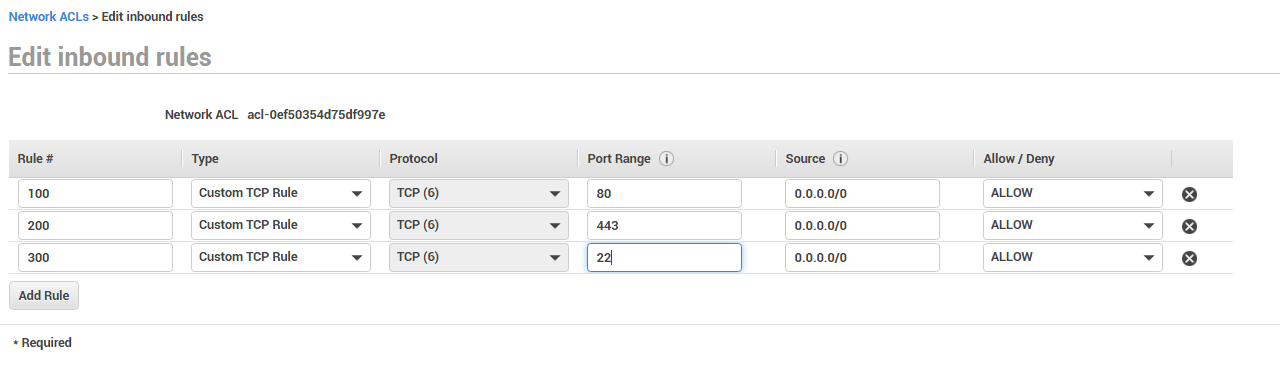 Network ACLs > Edit inbound rules
Edit inbound rules
Network ACL acl-0ef50354d75df997e
Rule # Type Protocol Port Range i Source i Allow / Deny
100 Custom TCP Rule TCP (6) 80 0.0.0.0/0 ALLOW
200 Custom TCP Rule TCP (6) 443 0.0.0.0/0 ALLOW
300 Custom TCP Rule TCP (6) 22 0.0.0.0/0 ALLOW
Add Rule
* Required